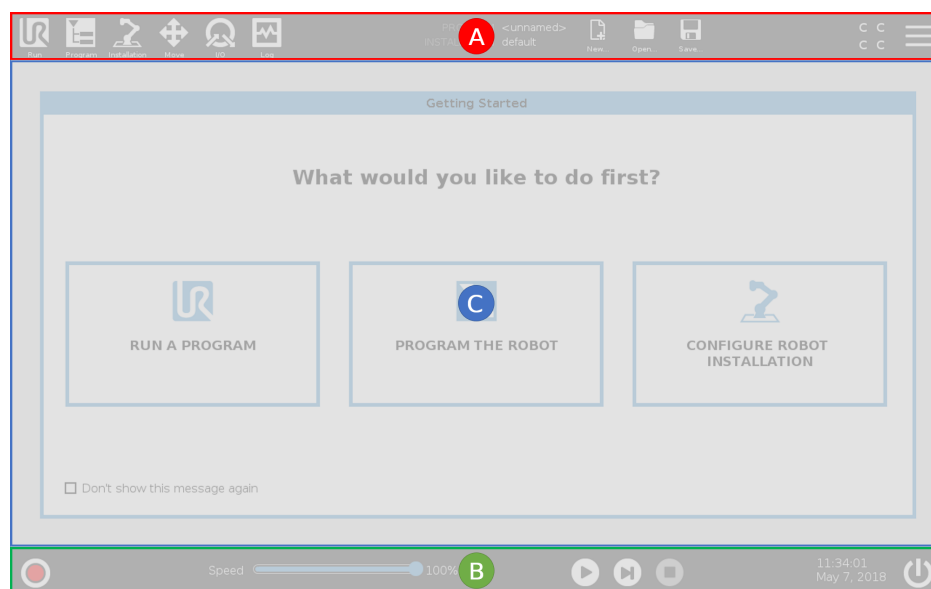 <unnamed>
default
A
C C
C C
Run Program Installation Move I/O Log
New... Open... Save...
Getting Started
What would you like to do first?
C
RUN A PROGRAM
PROGRAM THE ROBOT
CONFIGURE ROBOT
INSTALLATION
Don't show this message again
Speed 100%
B
11:34:01
May 7, 2018